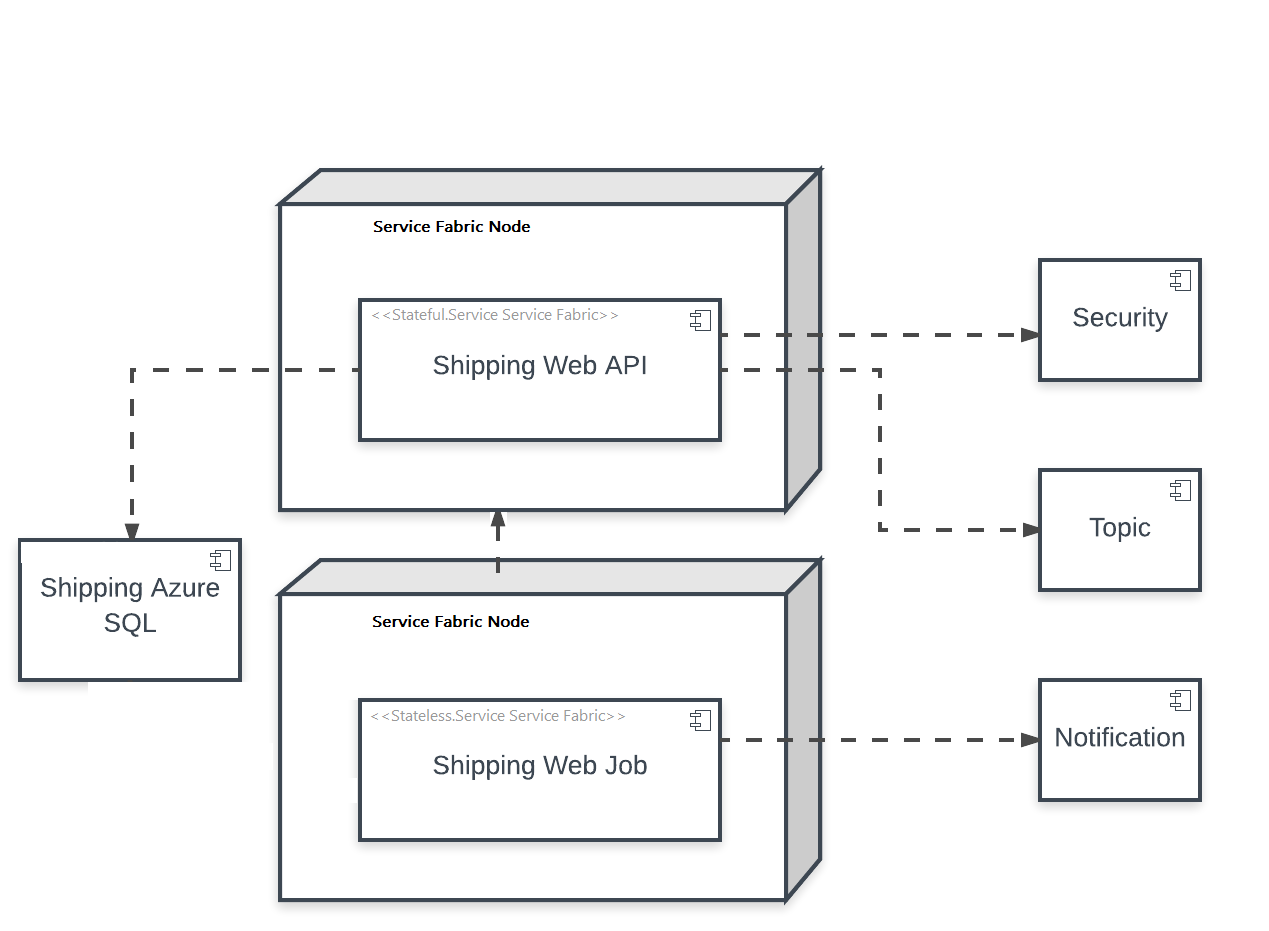 Service Fabric Node
<<Stateful.Service Service Fabric>>
Shipping Web API
Security
Topic
Shipping Azure
SQL
Service Fabric Node
<<Stateless.Service Service Fabric>>
Shipping Web Job
Notification